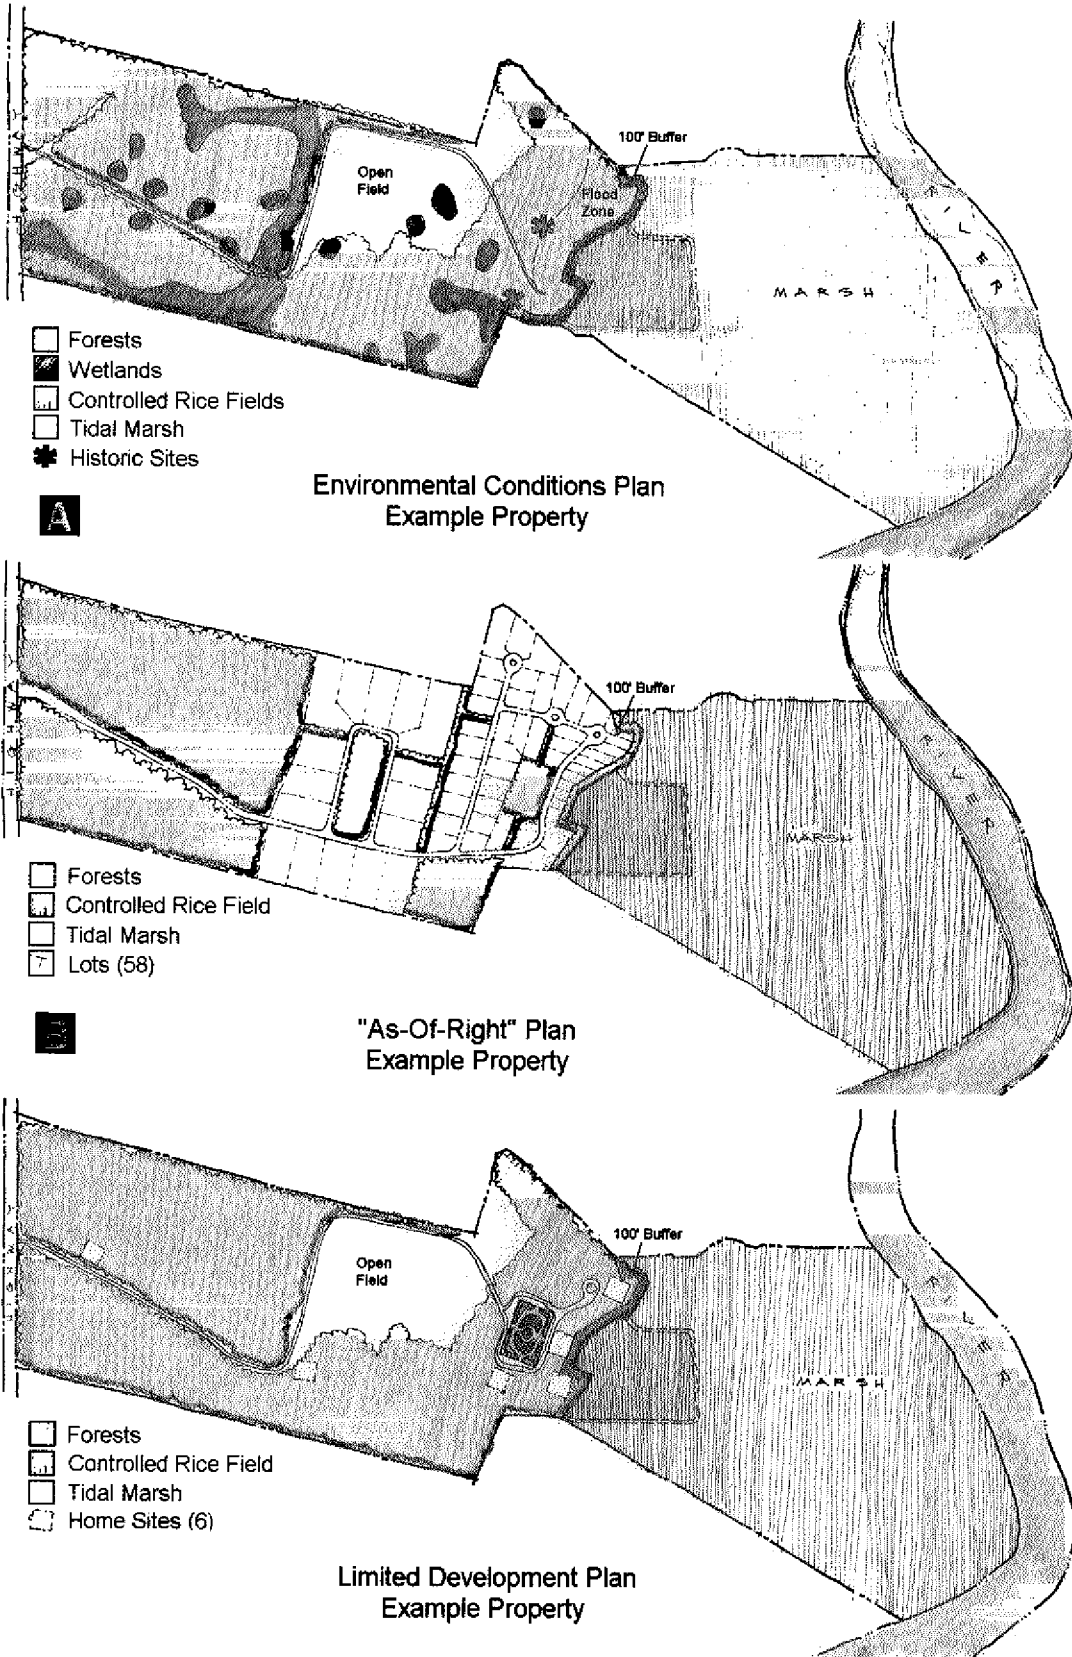 100' Buffer
Open
Field
Flood
Zone
RIVER
MARSH
HIGHWAY
Forests
Wetlands
Controlled Rice Fields
Tidal Marsh
Historic Sites
Environmental Conditions Plan
Example Property
A
100' Buffer
RIVER
MARSH
HIGHWAY
Forests
Controlled Rice Field
Tidal Marsh
Lots (58)
"As-Of-Right" Plan
Example Property
B
100' Buffer
Open
Field
RIVER
MARSH
HIGHWAY
Forests
Controlled Rice Field
Tidal Marsh
Home Sites (6)
Limited Development Plan
Example Property